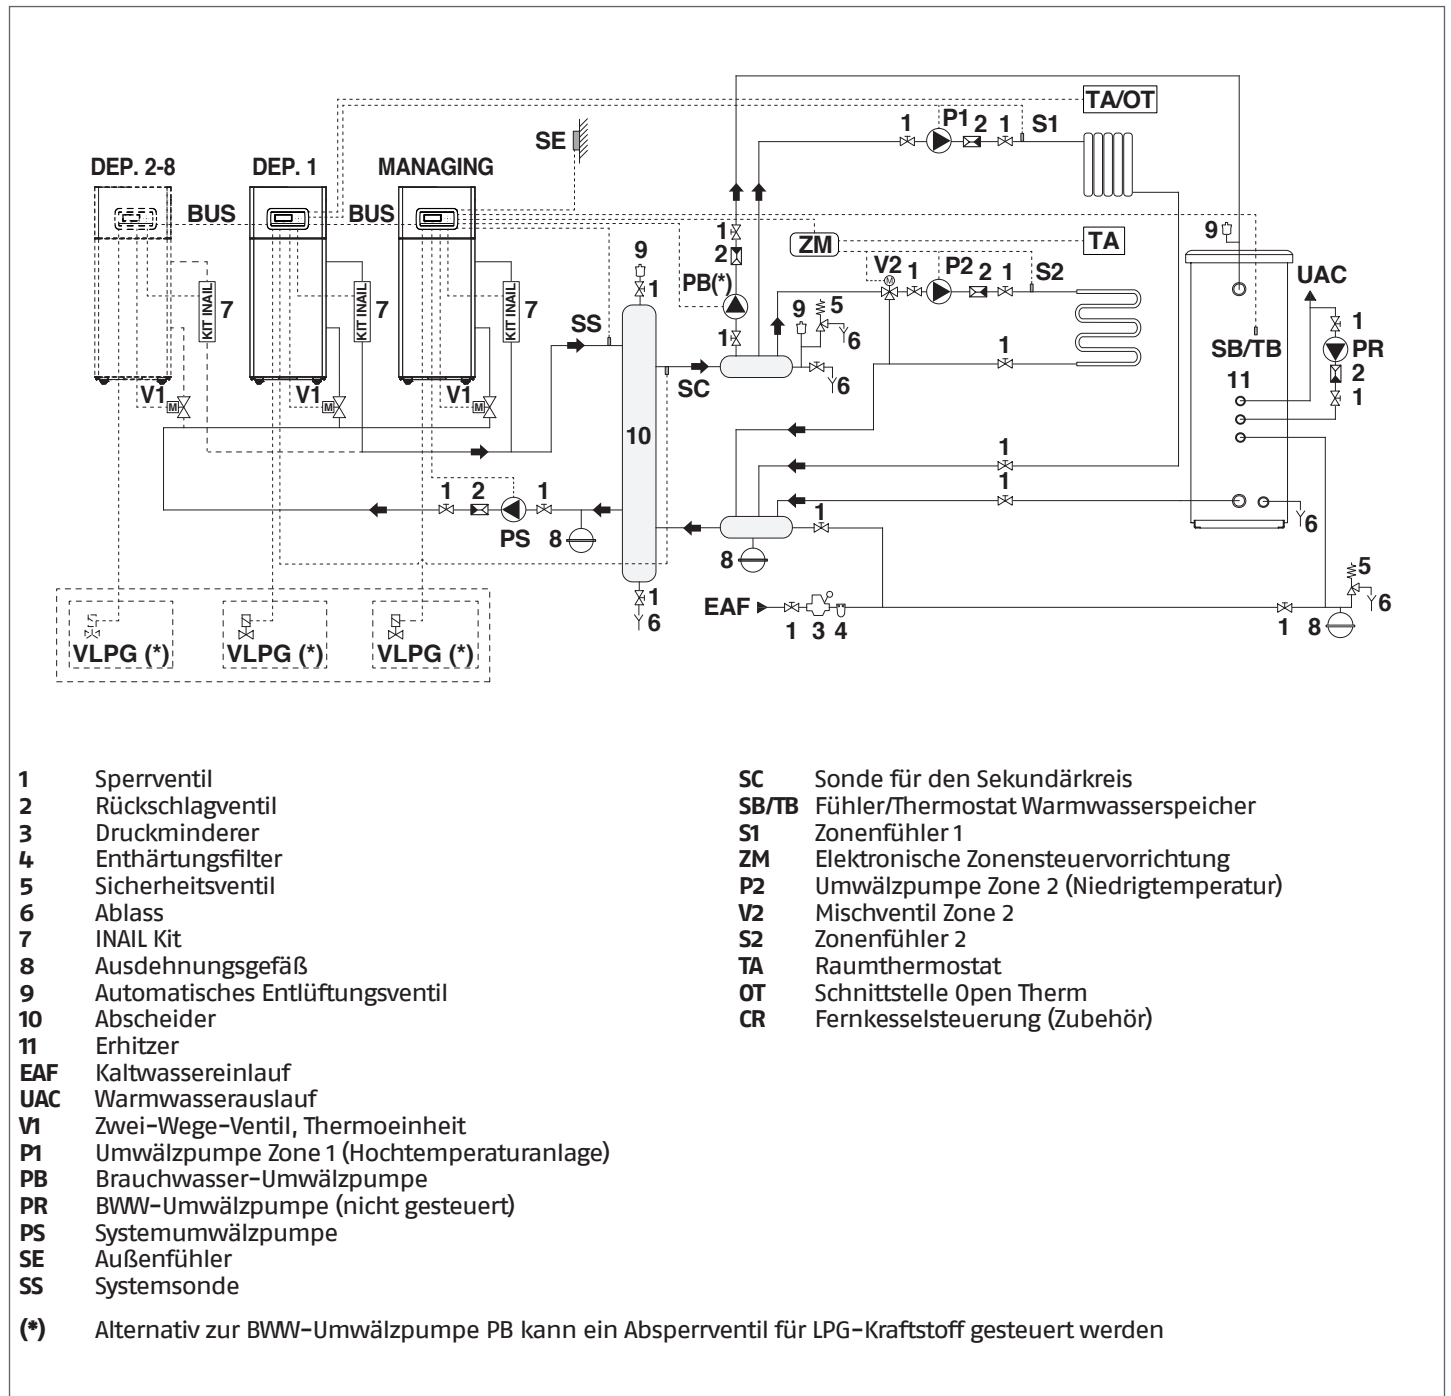 TA/OT
P1
1
2
1
S1
SE
DEP. 2-8
DEP. 1
MANAGING
BUS
BUS
1
2
9
ZM
TA
9
UAC
V2
1
P2
2
1
S2
PB(*)
1
KIT INAIL
7
KIT INAIL
7
KIT INAIL
7
SS
1
9
5
6
1
PR
SB/TB
2
11
1
1
SC
6
V1
M
V1
M
V1
M
M
10
1
1
1
2
1
PS
8
1
8
6
EAF
1
3
4
1
6
1
8
5
6
VLPG (*)
VLPG (*)
VLPG (*)
1 Sperrventil
2 Rückschlagventil
3 Druckminderer
4 Enthärtungsfilter
5 Sicherheitsventil
6 Ablass
7 INAIL Kit
8 Ausdehnungsgefäß
9 Automatisches Entlüftungsventil
10 Abscheider
11 Erhitzer
EAF Kaltwassereinlauf
UAC Warmwasserauslauf
V1 Zwei-Wege-Ventil, Thermoeinheit
P1 Umwälzpumpe Zone 1 (Hochtemperaturanlage)
PB Brauchwasser-Umwälzpumpe
PR BWW-Umwälzpumpe (nicht gesteuert)
PS Systemumwälzpumpe
SE Außenfühler
SS Systemsonde
SC Sonde für den Sekundärkreis
SB/TB Fühler/Thermostat Warmwasserspeicher
S1 Zonenfühler 1
ZM Elektronische Zonensteuervorrichtung
P2 Umwälzpumpe Zone 2 (Niedrigtemperatur)
V2 Mischventil Zone 2
S2 Zonenfühler 2
TA Raumthermostat
OT Schnittstelle Open Therm
CR Fernkesselsteuerung (Zubehör)
(*) Alternativ zur BWW-Umwälzpumpe PB kann ein Absperrventil für LPG-Kraftstoff gesteuert werden